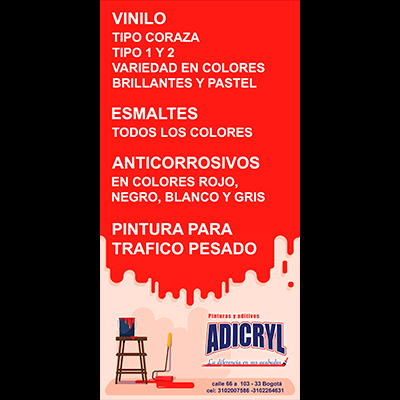 VINILO
TIPO CORAZA
TIPO 1 Y 2
VARIEDAD EN COLORES
BRILLANTES Y PASTEL
ESMALTES
TODOS LOS COLORES
ANTICORROSIVOS
EN COLORES ROJO,
NEGRO, BLANCO Y GRIS
PINTURA PARA
TRAFICO PESADO
Pinturas y aditivos
ADICRYL
La diferencia en sus acabados
calle 66 a 103 - 33 Bogotá
cel: 3102007586 -3102264631